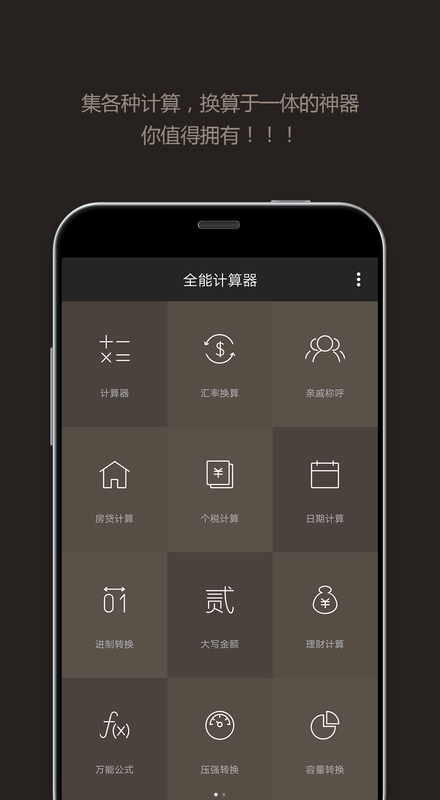 集各种计算，换算于一体的神器
你值得拥有！！！
全能计算器
计算器
汇率换算
亲戚称呼
房贷计算
个税计算
日期计算
01
贰
进制转换
大写金额
理财计算
f(x)
万能公式
压强转换
容量转换